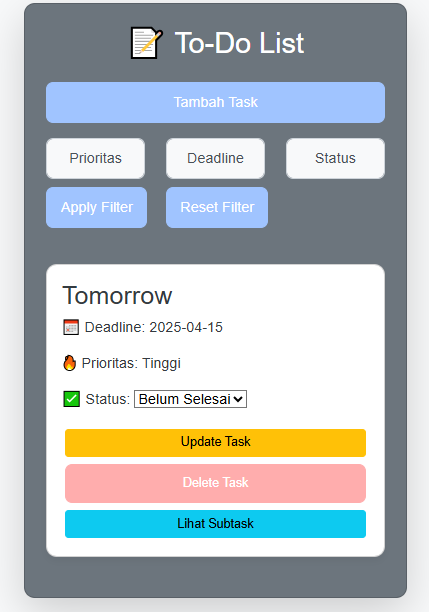 📝 To-Do List
Tambah Task
Prioritas Deadline Status
Apply Filter Reset Filter
Tomorrow
📅 Deadline: 2025-04-15
🔥 Prioritas: Tinggi
✅ Status: Belum Selesai
Update Task
Delete Task
Lihat Subtask